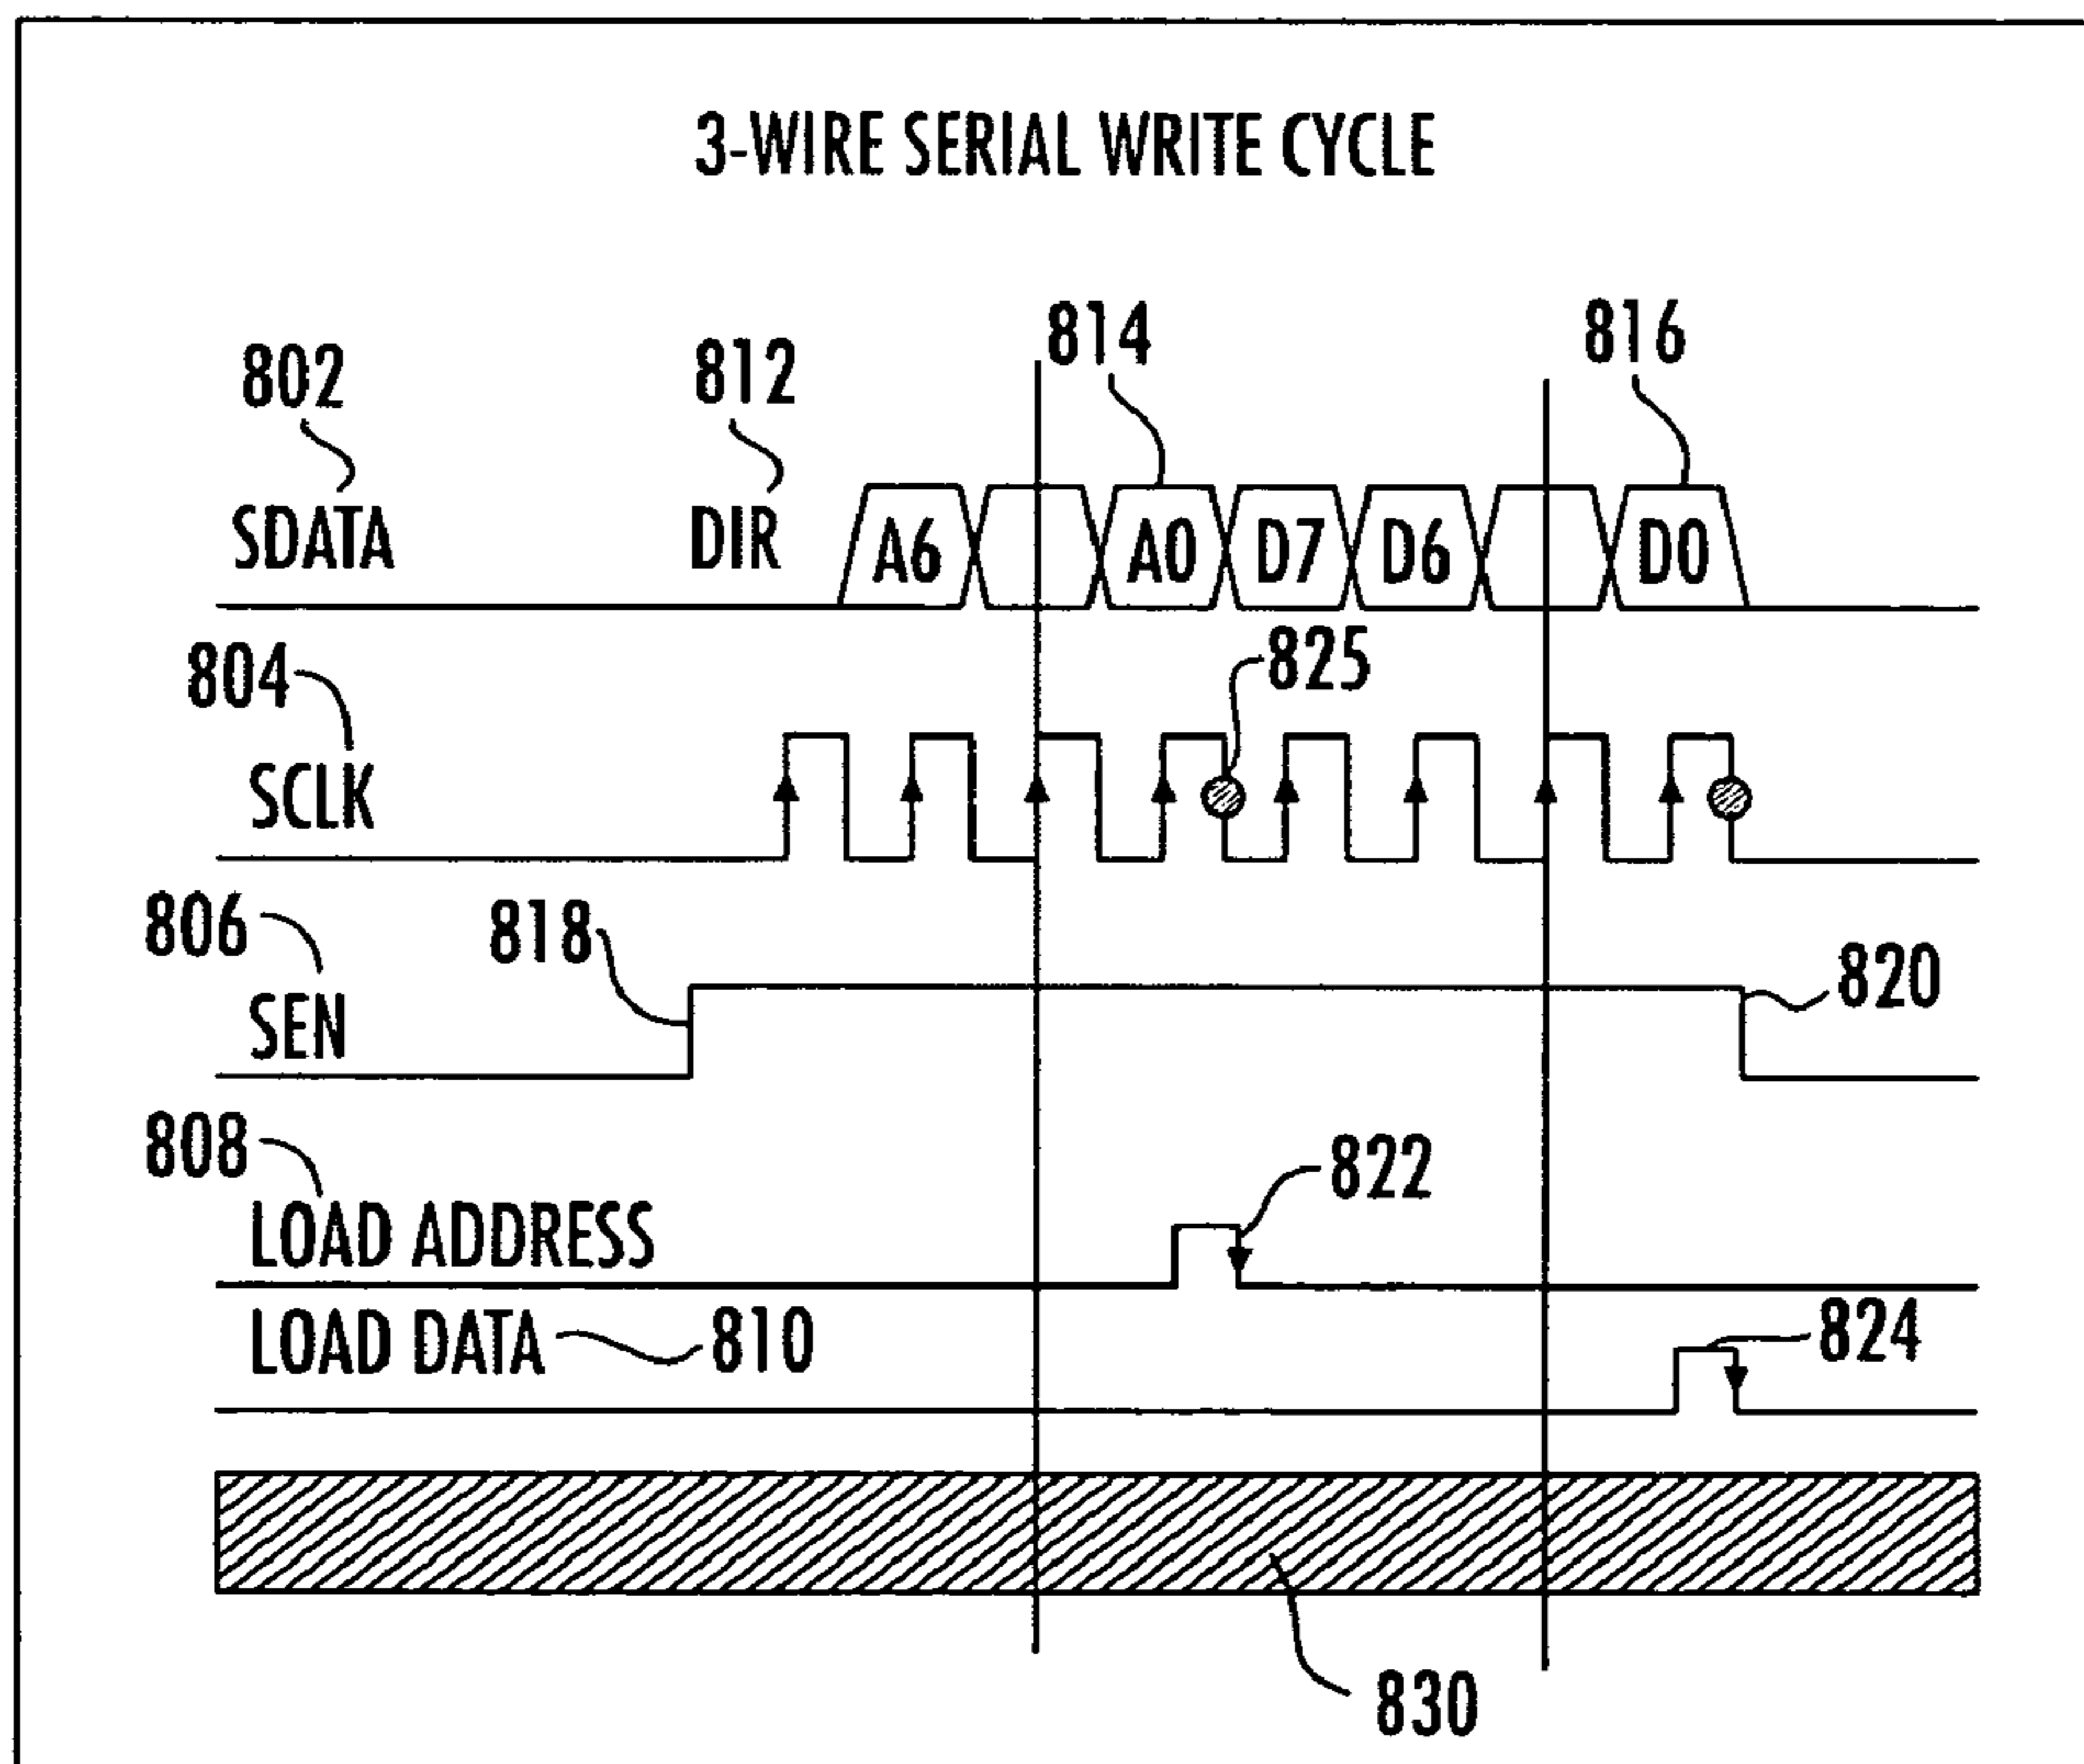 3-WIRE SERIAL WRITE CYCLE
814 816
802 812
SDATA DIR A6 A0 D7 D6 D0
804 825
SCLK
806 818 820
SEN
808 822
LOAD ADDRESS
LOAD DATA 810 824
830